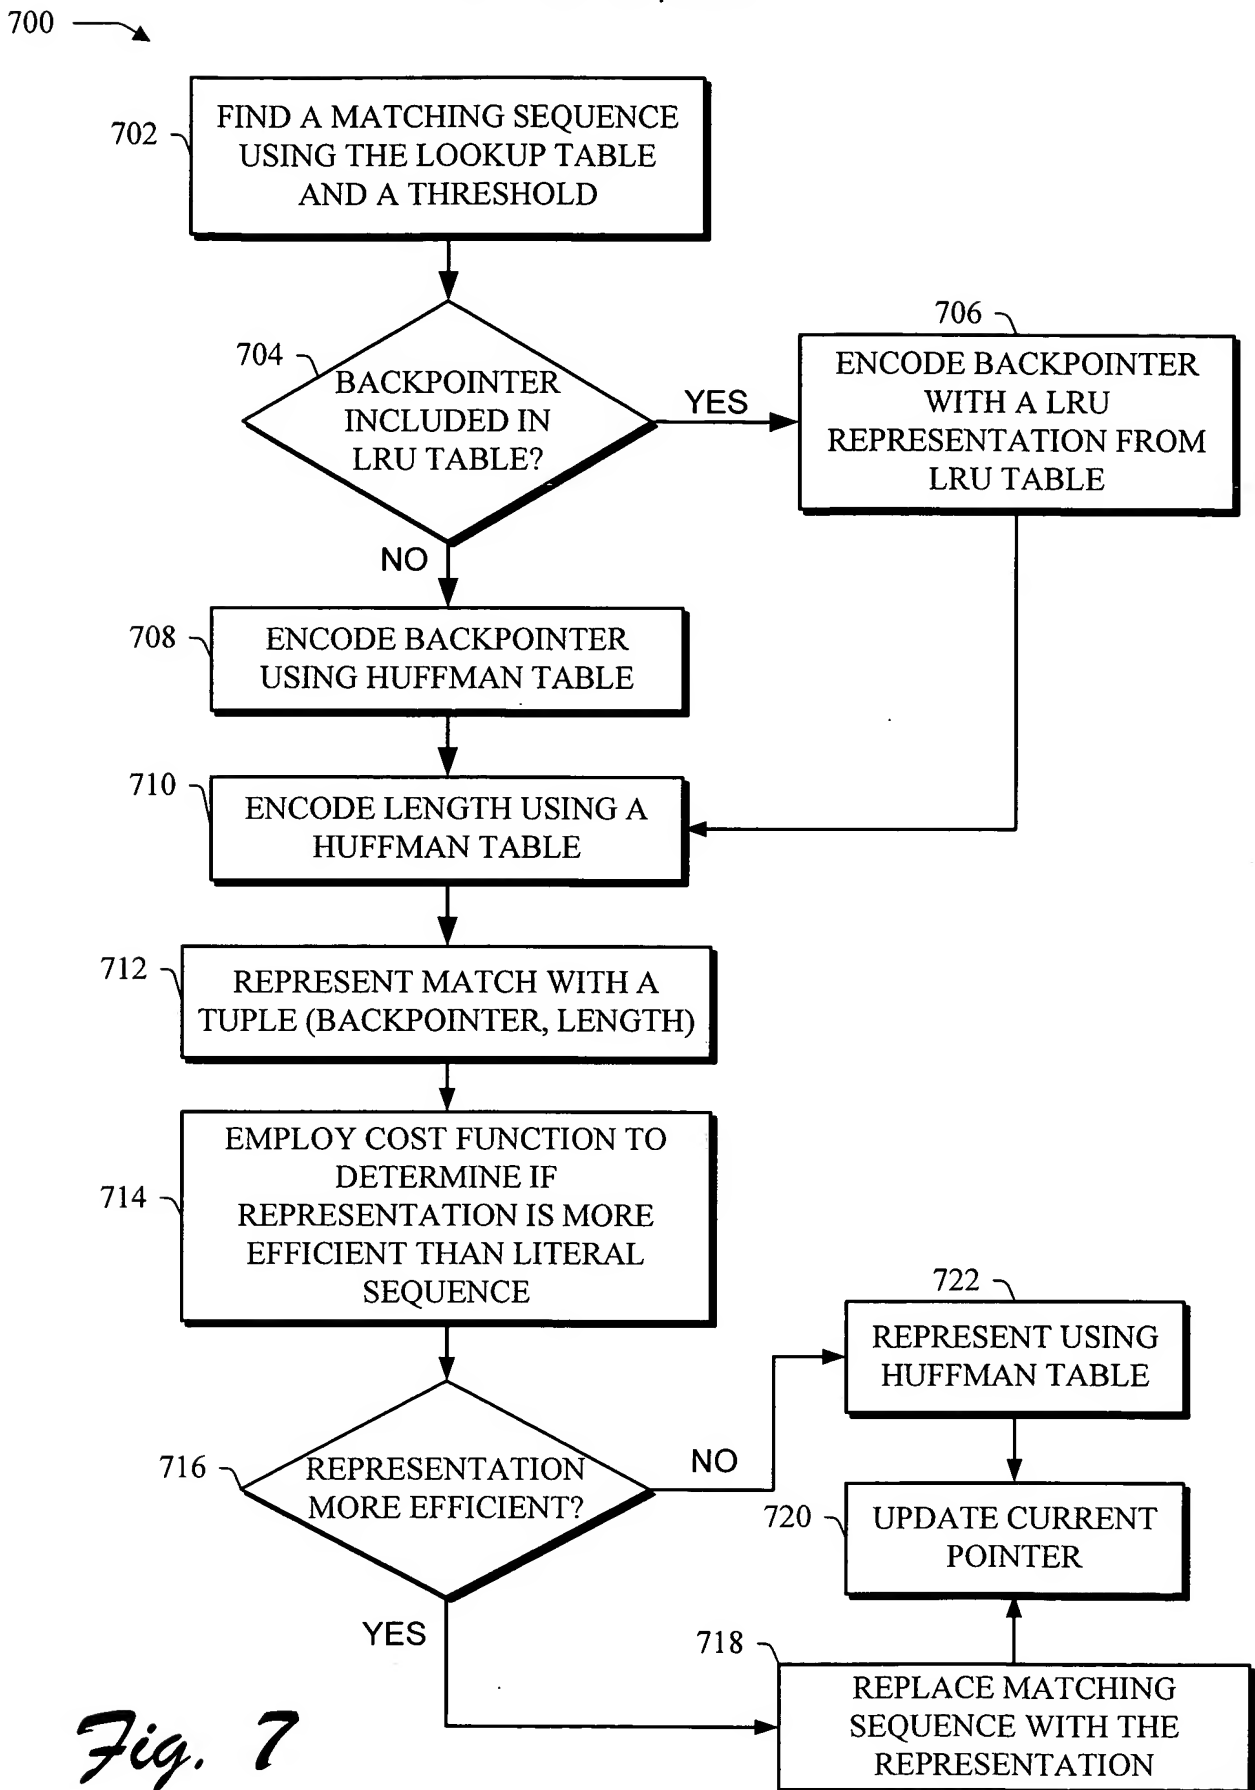 700
702
FIND A MATCHING SEQUENCE
USING THE LOOKUP TABLE
AND A THRESHOLD
704
BACKPOINTER
INCLUDED IN
LRU TABLE?
YES
706
ENCODE BACKPOINTER
WITH A LRU
REPRESENTATION FROM
LRU TABLE
NO
708
ENCODE BACKPOINTER
USING HUFFMAN TABLE
710
ENCODE LENGTH USING A
HUFFMAN TABLE
712
REPRESENT MATCH WITH A
TUPLE (BACKPOINTER, LENGTH)
714
EMPLOY COST FUNCTION TO
DETERMINE IF
REPRESENTATION IS MORE
EFFICIENT THAN LITERAL
SEQUENCE
716
REPRESENTATION
MORE EFFICIENT?
NO
722
REPRESENT USING
HUFFMAN TABLE
720
UPDATE CURRENT
POINTER
YES
718
REPLACE MATCHING
SEQUENCE WITH THE
REPRESENTATION
Fig. 7